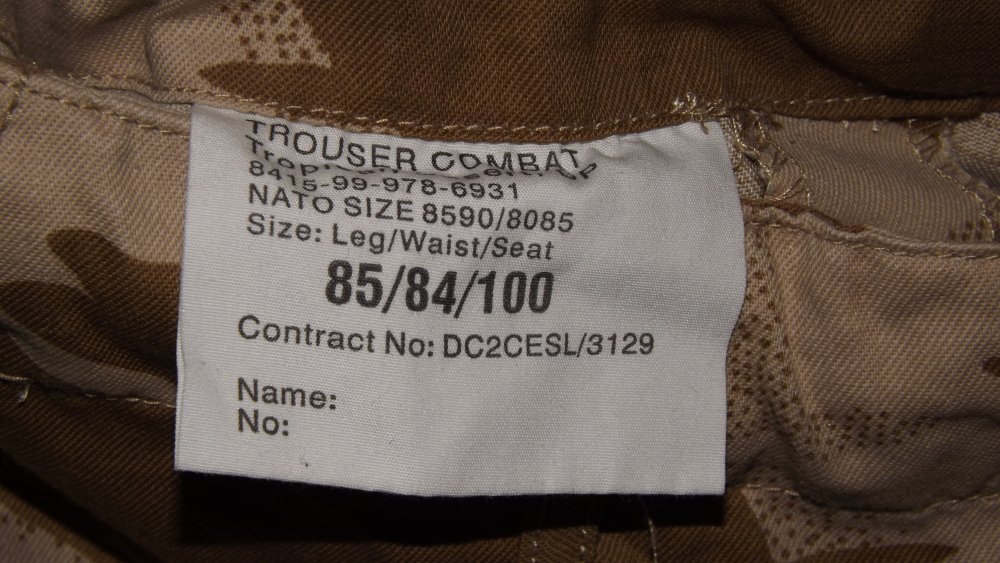 TROUSER COMBAT
8415-99-978-6931
NATO SIZE 8590/8085
Size: Leg/Waist/Seat
85/84/100
Contract No: DC2CESL/3129
Name:
No: